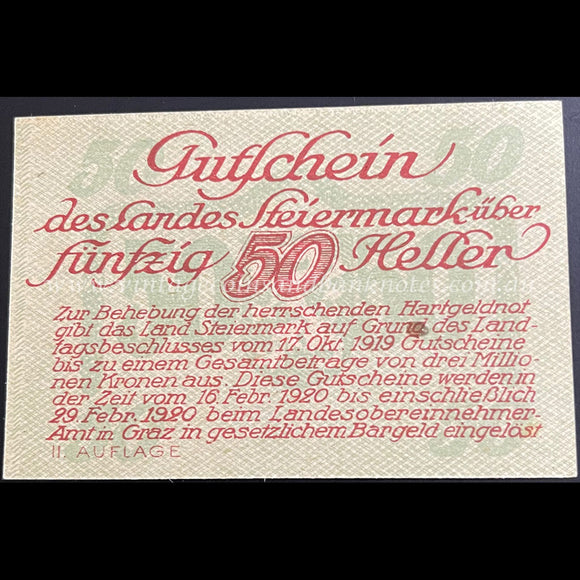 Gutschein
des Landes Steiermark über
fünfzig 50 Heller
Zur Behebung der herrschenden Hartgeldnot
gibt das Land Steiermark auf Grund des Land-
tagsbeschlusses vom 17. Okt. 1919 Gutscheine
bis zu einem Gesamtbetrage von drei Millio-
nen Kronen aus. Diese Gutscheine werden in
der Zeit vom 16. Febr. 1920 bis einschließlich
29. Febr. 1920 beim Landesobereinnehmer-
Amt in Graz in gesetzlichem Bargeld eingelöst
II. AUFLAGE
50 50